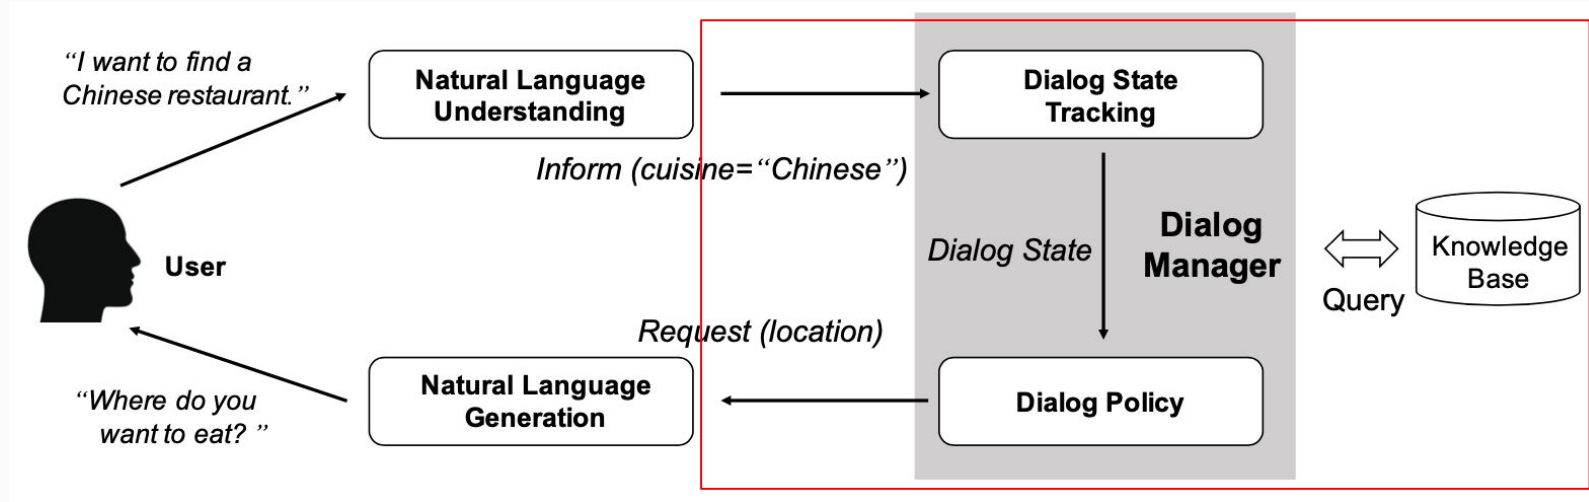 “I want to find a
Chinese restaurant.”
Natural Language
Understanding
Dialog State
Tracking
Inform (cuisine=“Chinese”)
User
Dialog State
Dialog
Manager
Query
Knowledge
Base
Request (location)
“Where do you
want to eat? ”
Natural Language
Generation
Dialog Policy